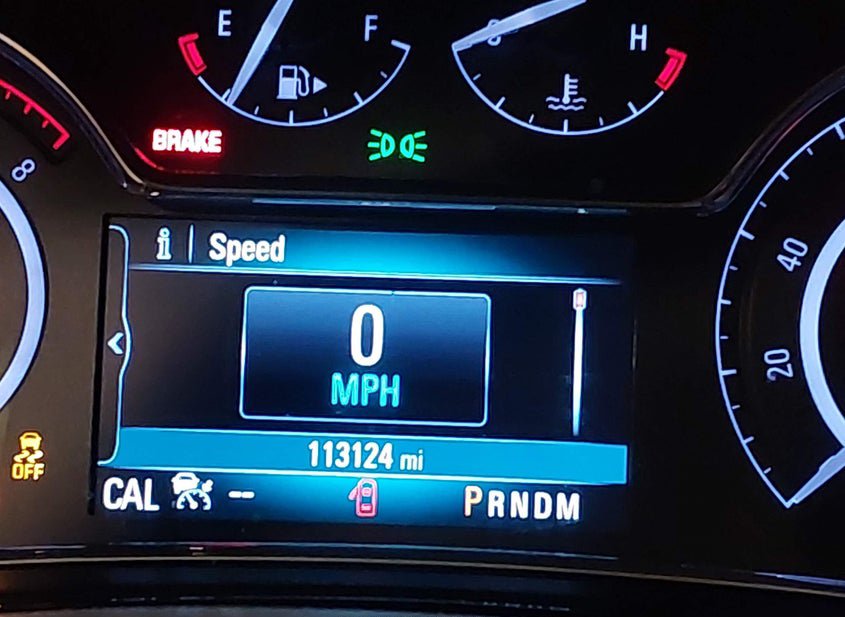 E F H
BRAKE
8
i | Speed
0
MPH
40
20
113124 mi
OFF
CAL -- PRNDM